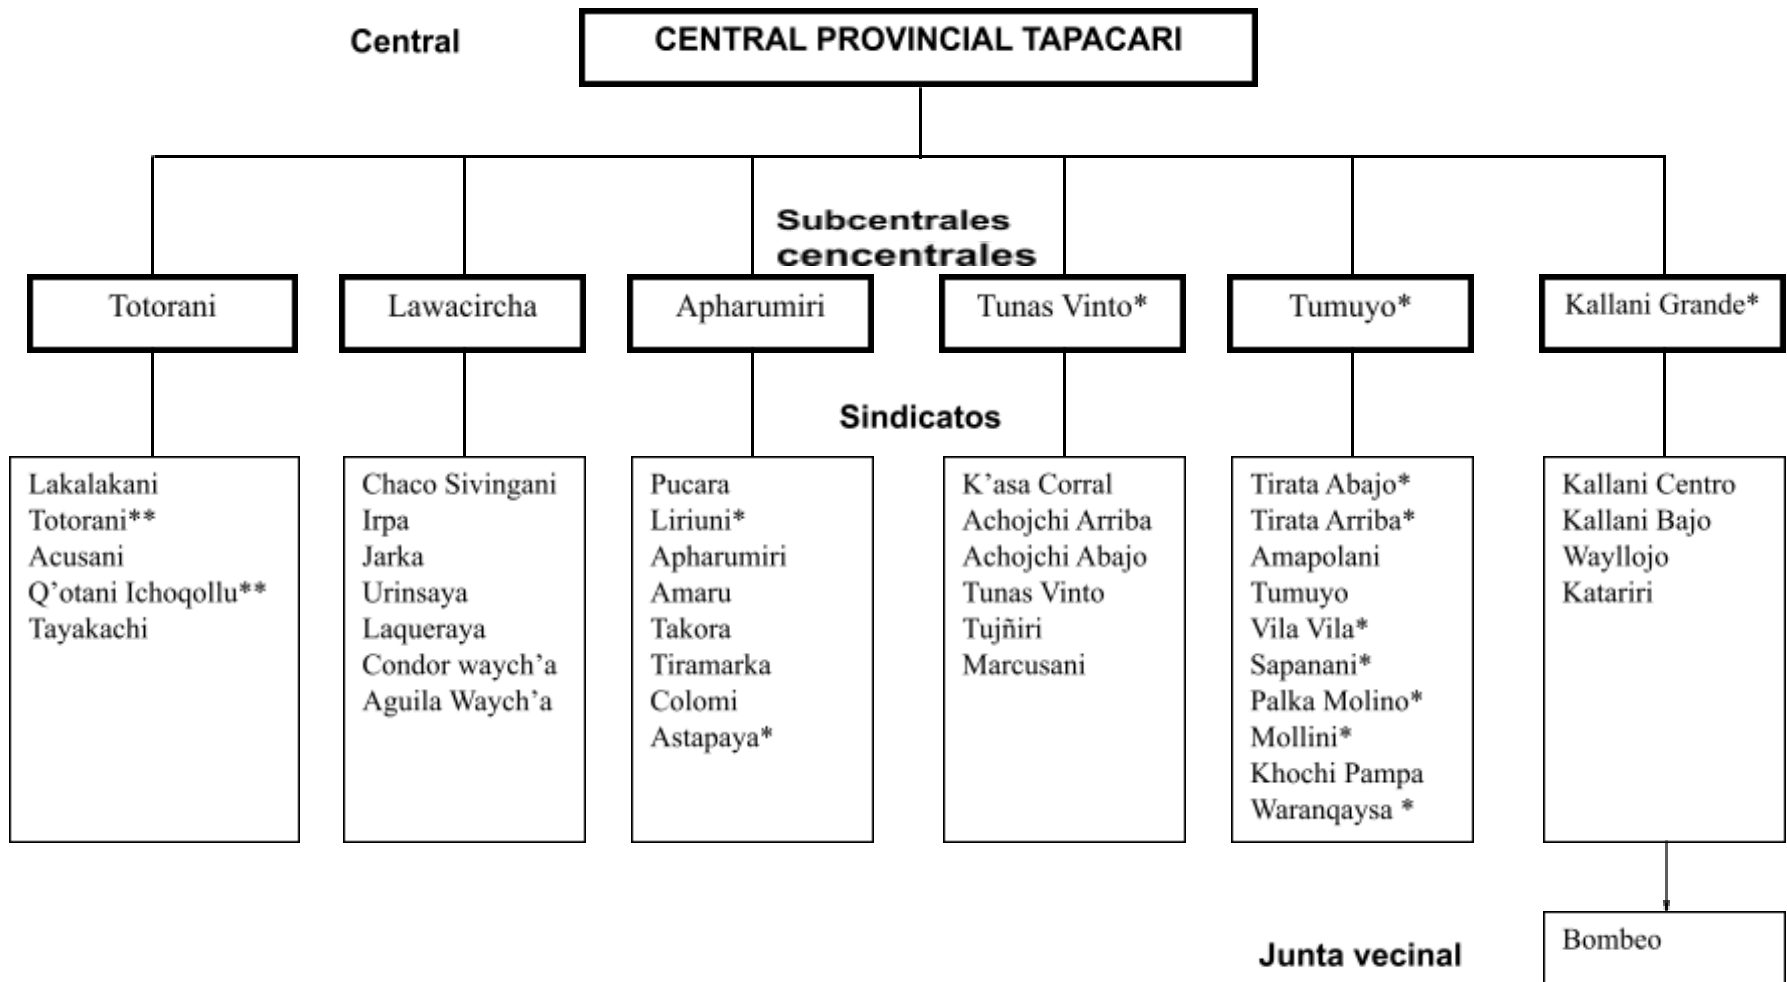 Central
CENTRAL PROVINCIAL TAPACARI
Subcentrales
cencentrales
Totorani
Lawacircha
Apharumiri
Tunas Vinto*
Tumuyo*
Kallani Grande*
Sindicatos
Lakalakani
Totorani**
Acusani
Q’otani Ichoqollu**
Tayakachi
Chaco Sivingani
Irpa
Jarka
Urinsaya
Laqueraya
Condor waych’a
Aguila Waych’a
Pucara
Liriuni*
Apharumiri
Amaru
Takora
Tiramarka
Colomi
Astapaya*
K’asa Corral
Achojchi Arriba
Achojchi Abajo
Tunas Vinto
Tujñiri
Marcusani
Tirata Abajo*
Tirata Arriba*
Amapolani
Tumuyo
Vila Vila*
Sapanani*
Palka Molino*
Mollini*
Khochi Pampa
Waranqaysa *
Kallani Centro
Kallani Bajo
Wayllojo
Katariri
Junta vecinal
Bombeo